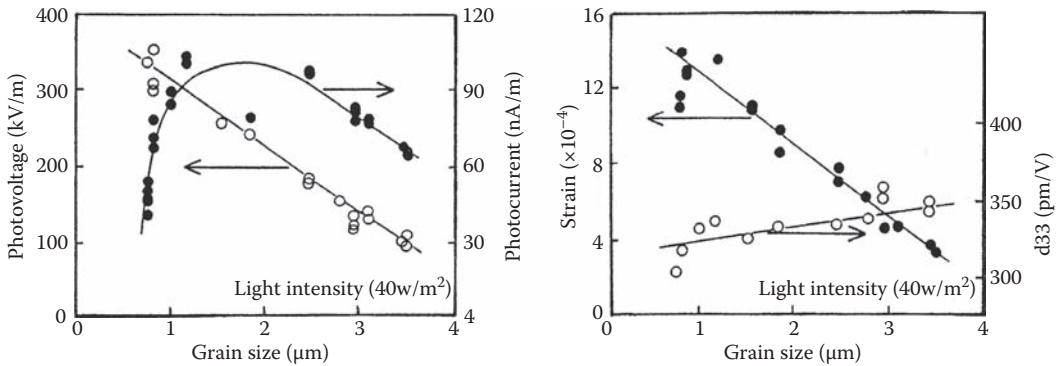 400
300
200
100
0
Photovoltage (kV/m)
120
90
60
30
4
Photocurrent (nA/m)
Light intensity (40w/m²)
0 1 2 3 4
Grain size (μm)
16
12
8
4
0
Strain (×10⁻⁴)
400
350
300
d33 (pm/V)
Light intensity (40w/m²)
0 1 2 3 4
Grain size (μm)